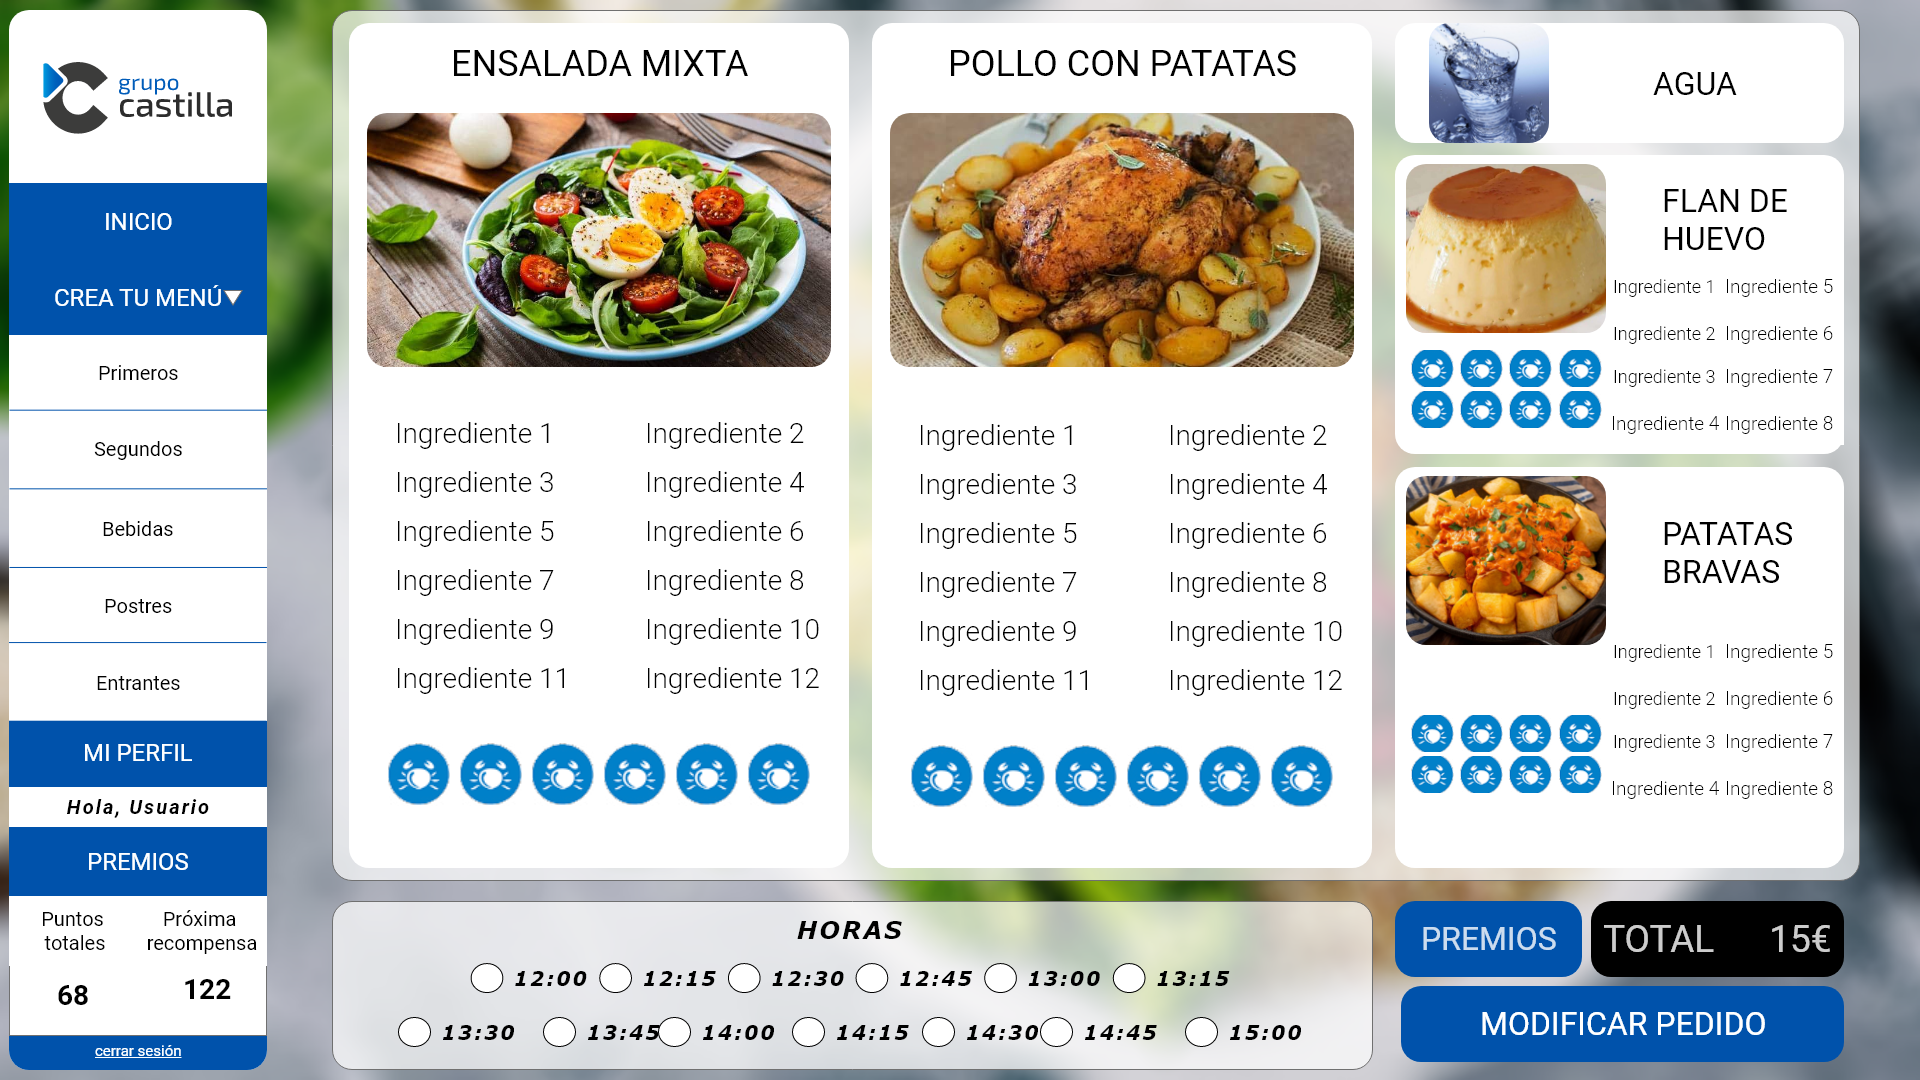 grupo
castilla
INICIO
CREA TU MENÚ
Primeros
Segundos
Bebidas
Postres
Entrantes
MI PERFIL
Hola, Usuario
PREMIOS
Puntos totales
68
Próxima recompensa
122
cerrar sesión
ENSALADA MIXTA
Ingrediente 1 Ingrediente 2
Ingrediente 3 Ingrediente 4
Ingrediente 5 Ingrediente 6
Ingrediente 7 Ingrediente 8
Ingrediente 9 Ingrediente 10
Ingrediente 11 Ingrediente 12
POLLO CON PATATAS
Ingrediente 1 Ingrediente 2
Ingrediente 3 Ingrediente 4
Ingrediente 5 Ingrediente 6
Ingrediente 7 Ingrediente 8
Ingrediente 9 Ingrediente 10
Ingrediente 11 Ingrediente 12
AGUA
FLAN DE
HUEVO
Ingrediente 1 Ingrediente 5
Ingrediente 2 Ingrediente 6
Ingrediente 3 Ingrediente 7
Ingrediente 4 Ingrediente 8
PATATAS
BRAVAS
Ingrediente 1 Ingrediente 5
Ingrediente 2 Ingrediente 6
Ingrediente 3 Ingrediente 7
Ingrediente 4 Ingrediente 8
HORAS
12:00 12:15 12:30 12:45 13:00 13:15
13:30 13:45 14:00 14:15 14:30 14:45 15:00
PREMIOS
TOTAL 15€
MODIFICAR PEDIDO